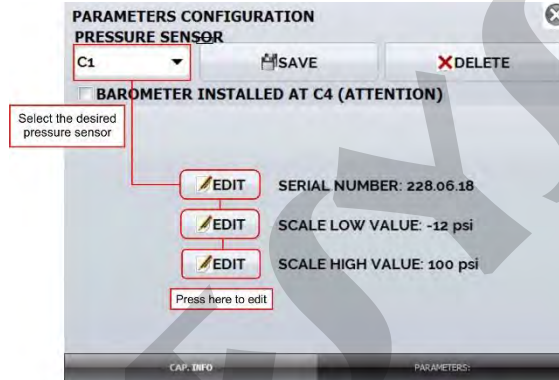 PARAMETERS CONFIGURATION
PRESSURE SENSOR
C1 SAVE DELETE
BAROMETER INSTALLED AT C4 (ATTENTION)
Select the desired
pressure sensor
EDIT SERIAL NUMBER: 228.06.18
EDIT SCALE LOW VALUE: -12 psi
EDIT SCALE HIGH VALUE: 100 psi
Press here to edit
CAP. INFO PARAMETERS: